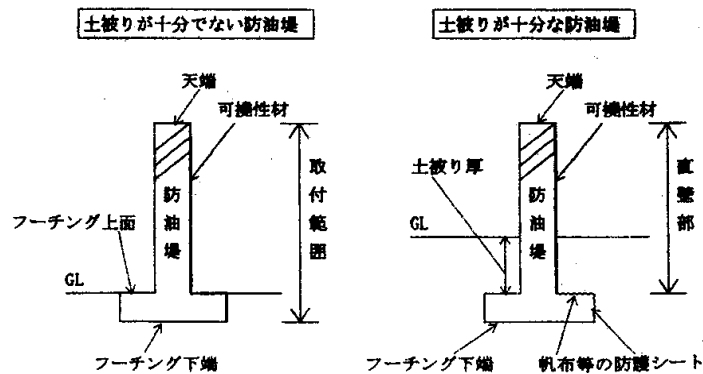 土被りが十分でない防油堤
天端
可撓性材
防油堤
取付範囲
フーチング上面
GL
フーチング下端
土被りが十分な防油堤
天端
可撓性材
土被り厚
防油堤
直壁部
GL
フーチング下端
帆布等の防護シート